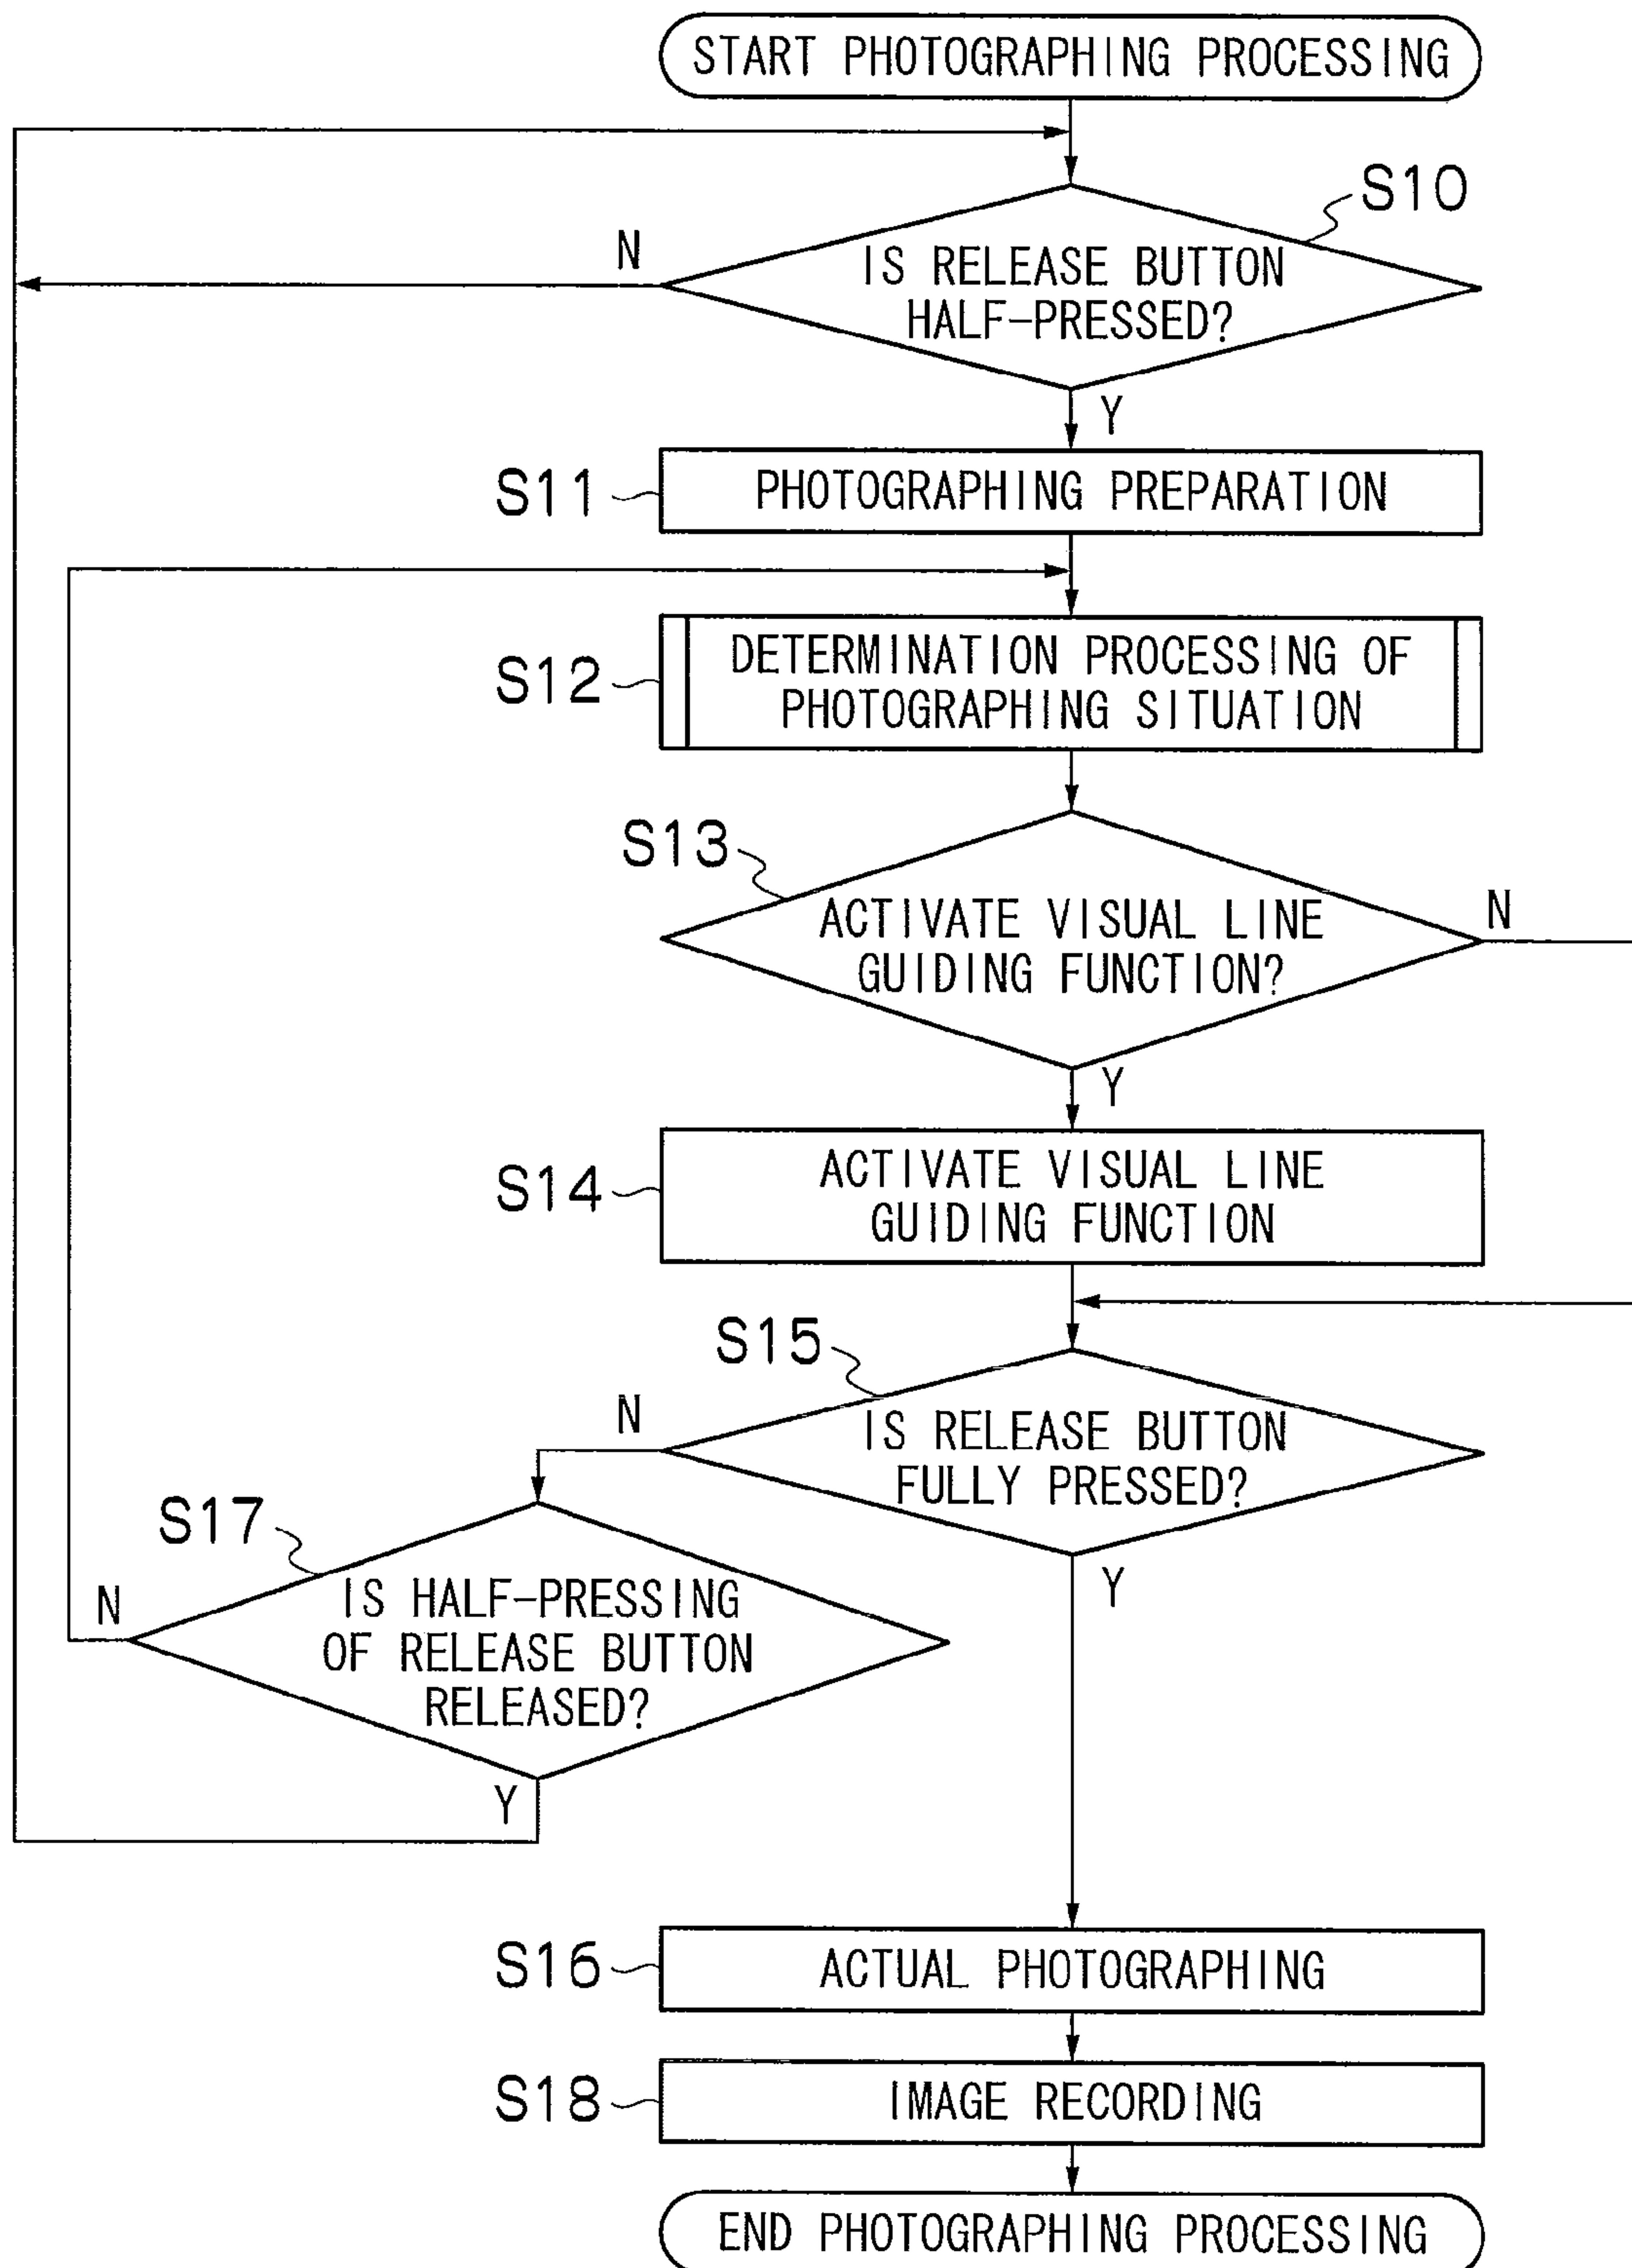 START PHOTOGRAPHING PROCESSING
S10
N
IS RELEASE BUTTON
HALF-PRESSED?
Y
S11
PHOTOGRAPHING PREPARATION
S12
DETERMINATION PROCESSING OF
PHOTOGRAPHING SITUATION
S13
ACTIVATE VISUAL LINE
GUIDING FUNCTION?
N
Y
S14
ACTIVATE VISUAL LINE
GUIDING FUNCTION
S15
N
IS RELEASE BUTTON
FULLY PRESSED?
Y
S17
N
IS HALF-PRESSING
OF RELEASE BUTTON
RELEASED?
Y
S16
ACTUAL PHOTOGRAPHING
S18
IMAGE RECORDING
END PHOTOGRAPHING PROCESSING